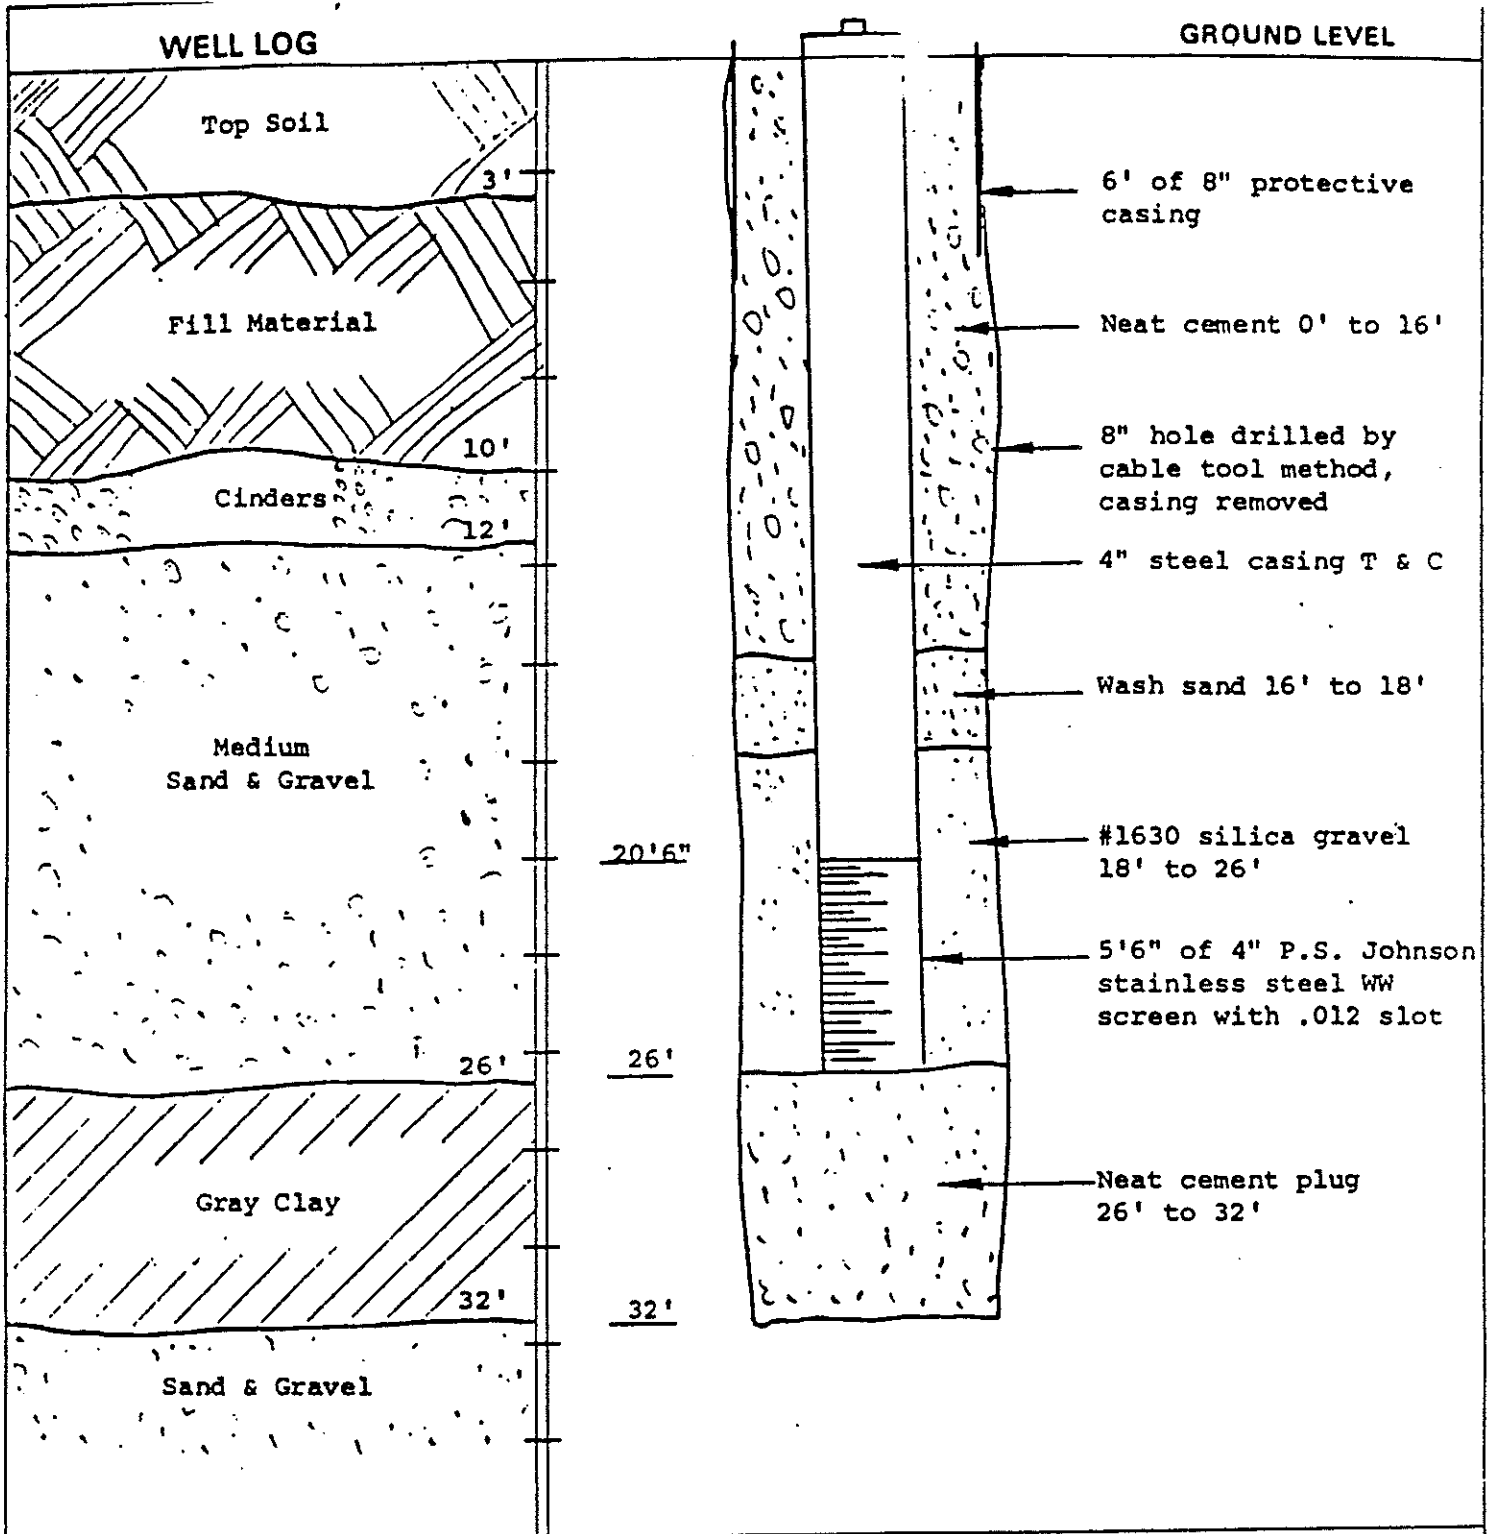 WELL LOG
GROUND LEVEL
Top Soil
3'
Fill Material
10'
Cinders
12'
Medium
Sand & Gravel
26'
Gray Clay
32'
Sand & Gravel
20'6"
26'
32'
6' of 8" protective
casing
Neat cement 0' to 16'
8" hole drilled by
cable tool method,
casing removed
4" steel casing T & C
Wash sand 16' to 18'
#1630 silica gravel
18' to 26'
5'6" of 4" P.S. Johnson
stainless steel WW
screen with .012 slot
Neat cement plug
26' to 32'